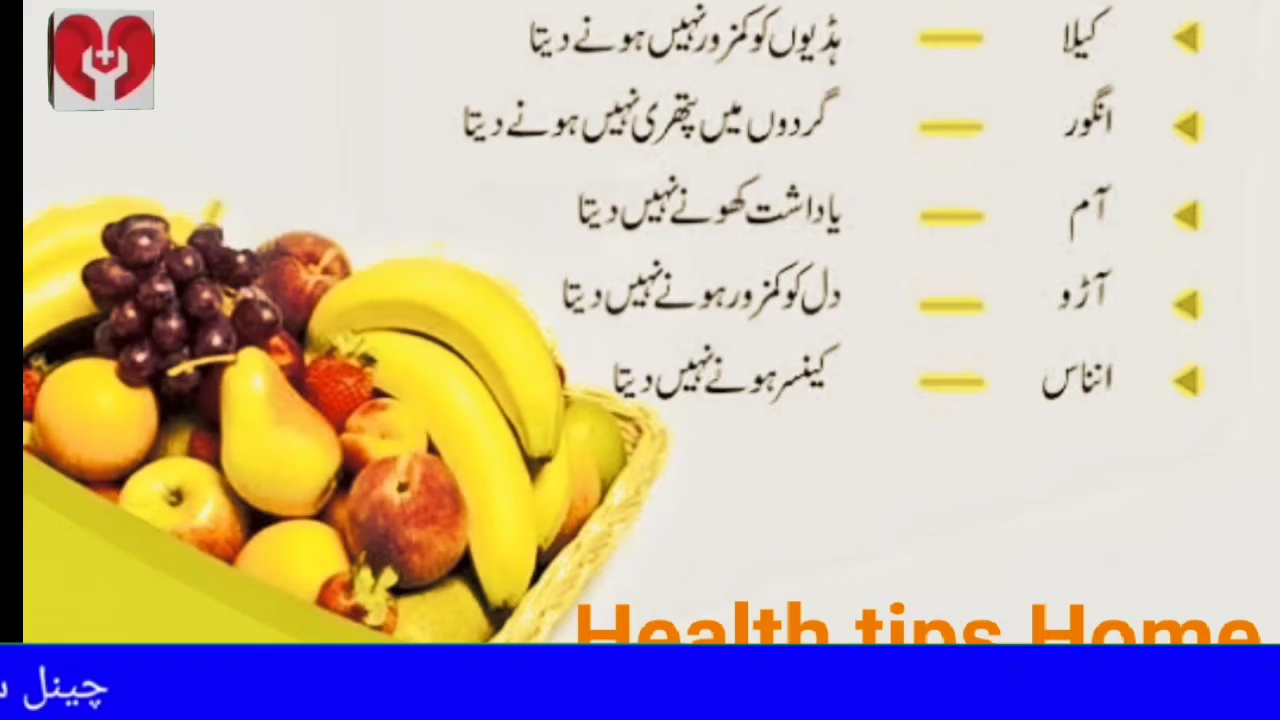 کیلا — ہڈیوں کو کمزور نہیں ہونے دیتا
انگور — گردوں میں پتھری نہیں ہونے دیتا
آم — یاداشت کھونے نہیں دیتا
آڑو — دل کو کمزور ہونے نہیں دیتا
انناس — کینسر ہونے نہیں دیتا
Health tips Home
چینل